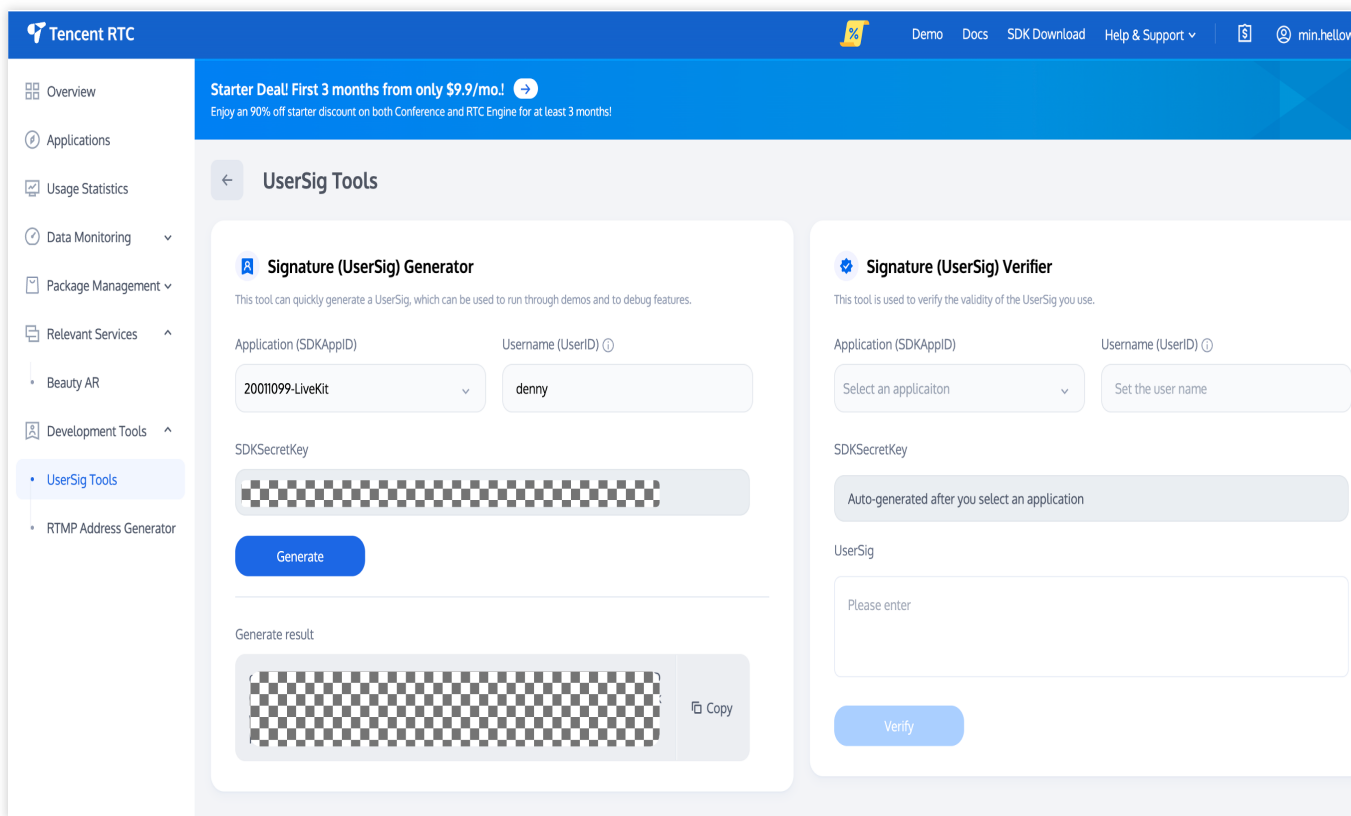 Tencent RTC
%
Demo
Docs
SDK Download
Help & Support
$
min.hellow
Overview
Applications
Usage Statistics
Data Monitoring
Package Management
Relevant Services
Beauty AR
Development Tools
UserSig Tools
RTMP Address Generator
Starter Deal! First 3 months from only $9.9/mo.!
Enjoy an 90% off starter discount on both Conference and RTC Engine for at least 3 months!
UserSig Tools
Signature (UserSig) Generator
This tool can quickly generate a UserSig, which can be used to run through demos and to debug features.
Application (SDKAppID)
Username (UserID)
20011099-LiveKit
denny
SDKSecretKey
Generate
Generate result
Copy
Signature (UserSig) Verifier
This tool is used to verify the validity of the UserSig you use.
Application (SDKAppID)
Username (UserID)
Select an applicaiton
Set the user name
SDKSecretKey
Auto-generated after you select an application
UserSig
Please enter
Verify